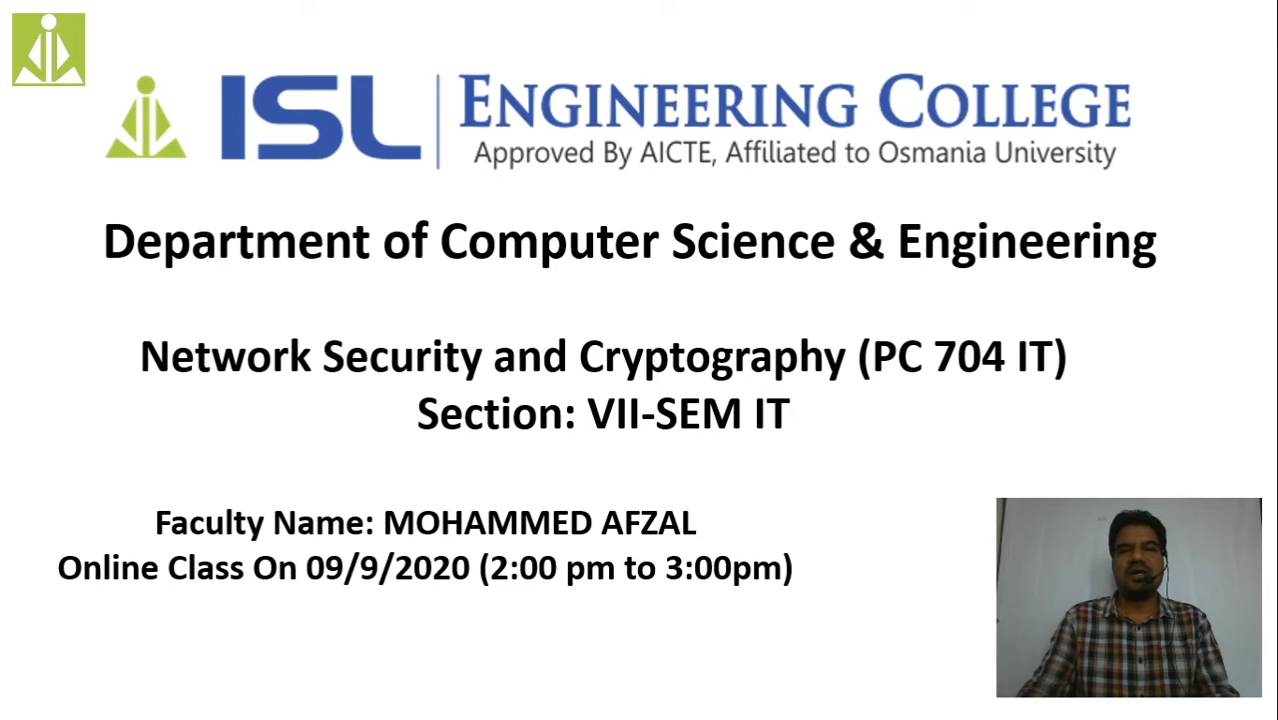 ISL
ENGINEERING COLLEGE
Approved By AICTE, Affiliated to Osmania University
Department of Computer Science & Engineering
Network Security and Cryptography (PC 704 IT)
Section: VII-SEM IT
Faculty Name: MOHAMMED AFZAL
Online Class On 09/9/2020 (2:00 pm to 3:00pm)